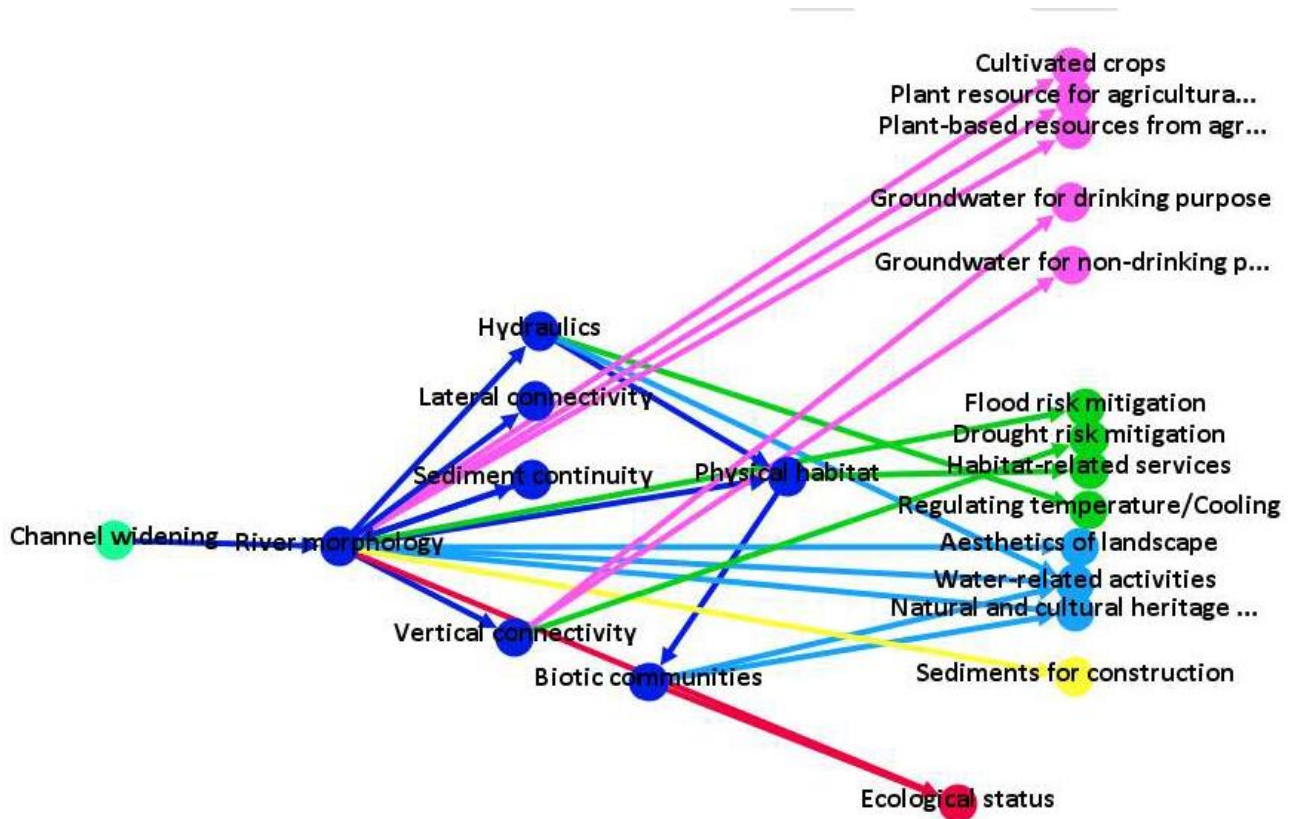 Cultivated crops
Plant resource for agricultura...
Plant-based resources from agr...
Groundwater for drinking purpose
Groundwater for non-drinking p...
Hydraulics
Lateral connectivity
Flood risk mitigation
Drought risk mitigation
Sediment continuity
Physical habitat
Habitat-related services
Regulating temperature/Cooling
Channel widening
River morphology
Aesthetics of landscape
Water-related activities
Natural and cultural heritage ...
Vertical connectivity
Biotic communities
Sediments for construction
Ecological status